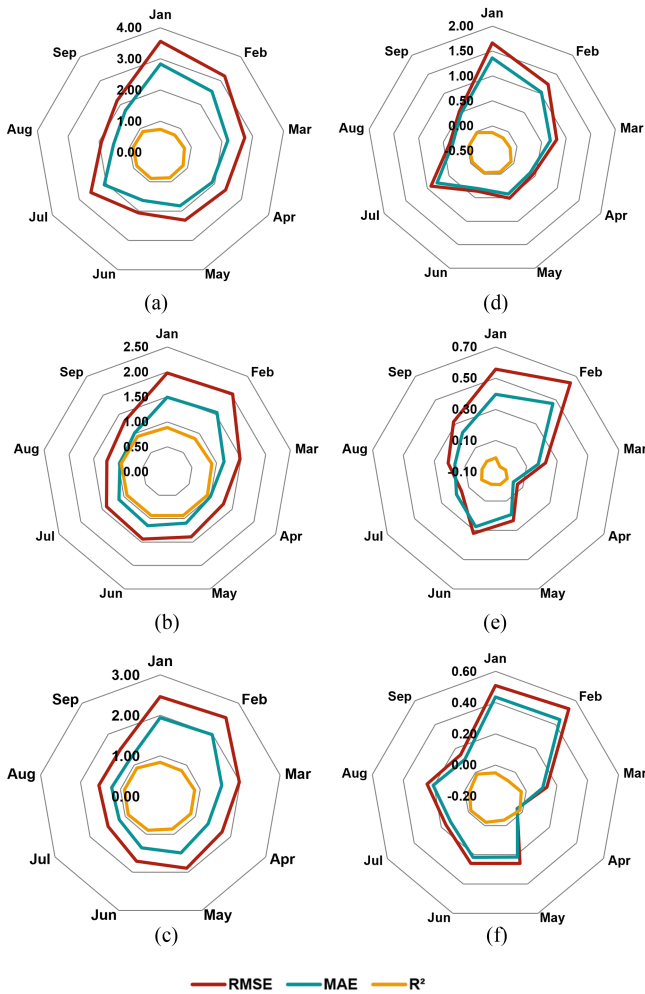 Jan
4.00
3.00
2.00
1.00
0.00
Feb
Mar
Apr
May
Jun
Jul
Aug
Sep
(a)
Jan
2.00
1.50
1.00
0.50
0.00
-0.50
Feb
Mar
Apr
May
Jun
Jul
Aug
Sep
(d)
Jan
2.50
2.00
1.50
1.00
0.50
0.00
Feb
Mar
Apr
May
Jun
Jul
Aug
Sep
(b)
Jan
0.70
0.50
0.30
0.10
-0.10
Feb
Mar
Apr
May
Jun
Jul
Aug
Sep
(e)
Jan
3.00
2.00
1.00
0.00
Feb
Mar
Apr
May
Jun
Jul
Aug
Sep
(c)
Jan
0.60
0.40
0.20
0.00
-0.20
Feb
Mar
Apr
May
Jun
Jul
Aug
Sep
(f)
RMSE MAE R²